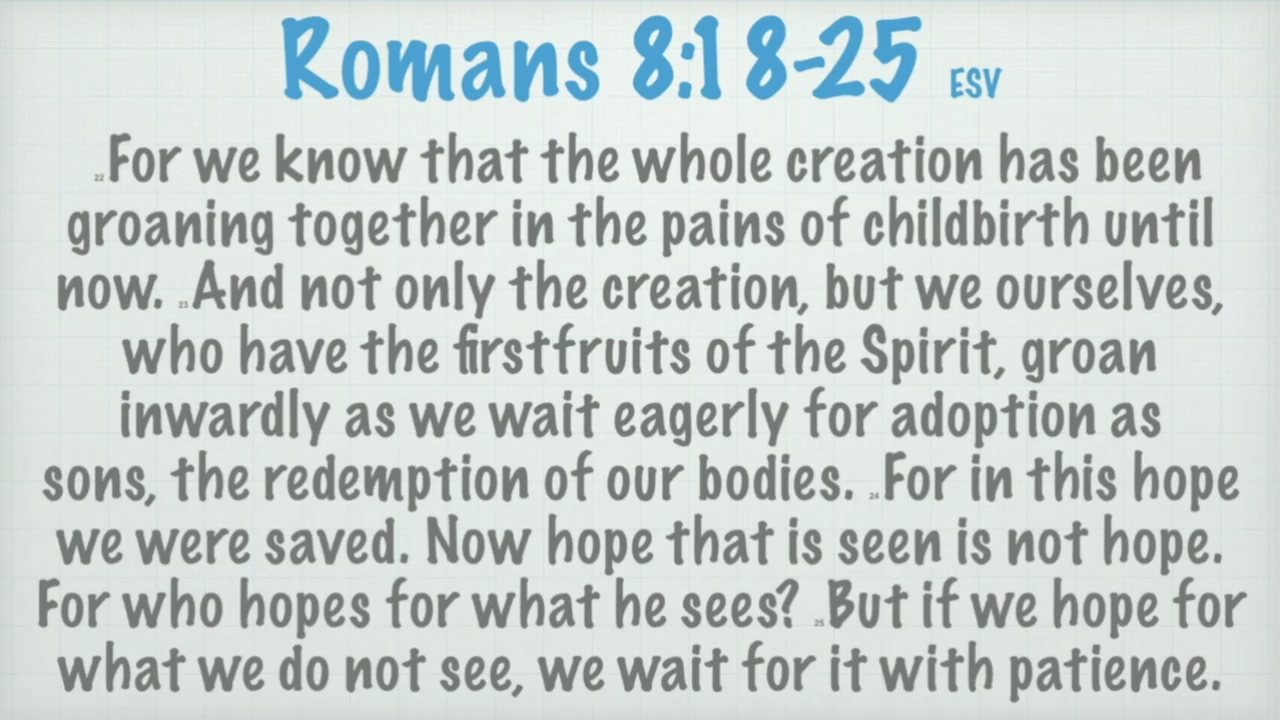 Romans 8:18-25 ESV
22 For we know that the whole creation has been
groaning together in the pains of childbirth until
now. 23 And not only the creation, but we ourselves,
who have the firstfruits of the Spirit, groan
inwardly as we wait eagerly for adoption as
sons, the redemption of our bodies. 24 For in this hope
we were saved. Now hope that is seen is not hope.
For who hopes for what he sees? 25 But if we hope for
what we do not see, we wait for it with patience.